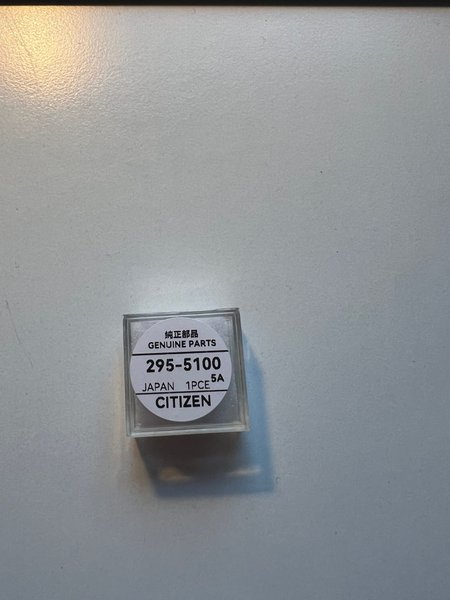 純正部品
GENUINE PARTS
295-5100
5A
JAPAN 1PCE
CITIZEN